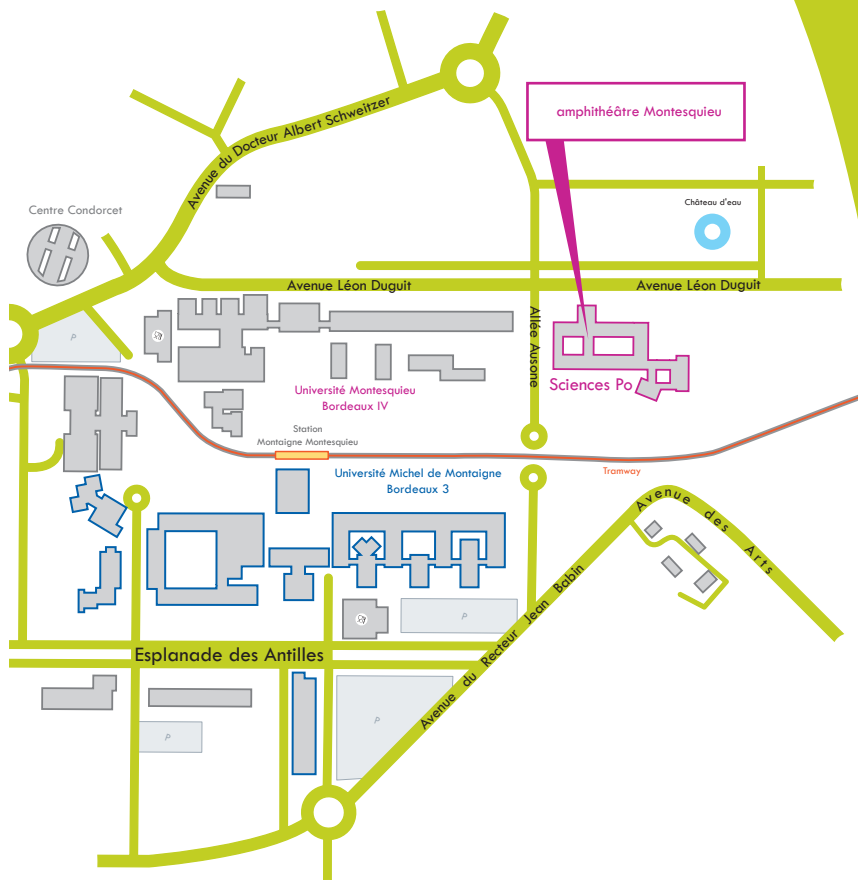 amphithéâtre Montesquieu
Avenue du Docteur Albert Schweitzer
Château d'eau
Centre Condorcet
Avenue Léon Duguit
Avenue Léon Duguit
Allée Ausone
P
Sciences Po
Université Montesquieu
Bordeaux IV
Station
Montaigne Montesquieu
Tramway
Université Michel de Montaigne
Bordeaux 3
Avenue des Arts
P
Avenue du Recteur Jean Babin
Esplanade des Antilles
P
P